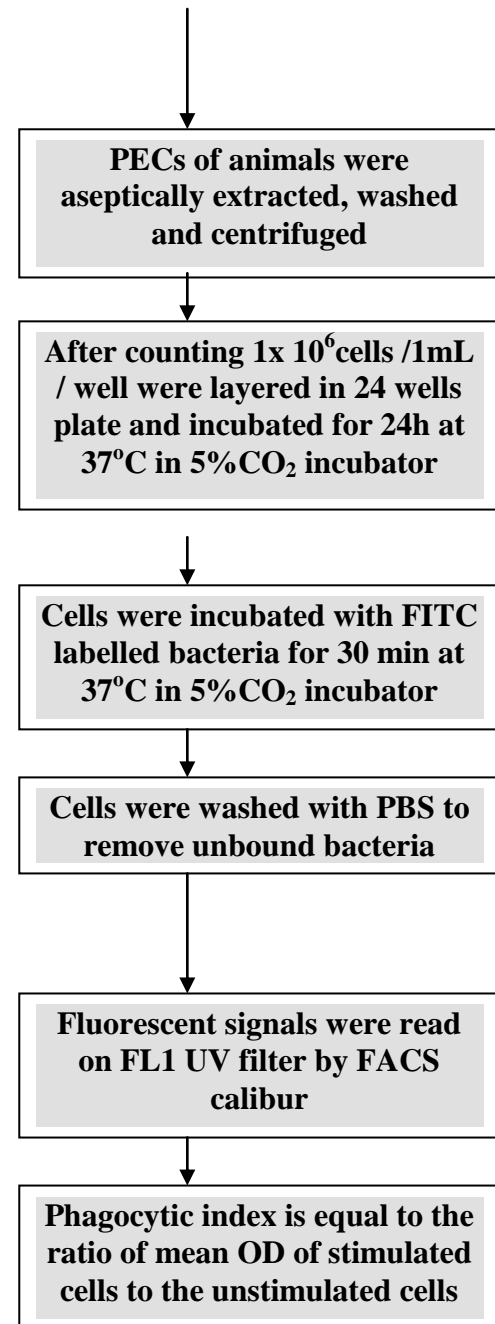 PECs of animals were
aseptically extracted, washed
and centrifuged
After counting 1x 10⁶cells /1mL
/ well were layered in 24 wells
plate and incubated for 24h at
37ᵒC in 5%CO₂ incubator
Cells were incubated with FITC
labelled bacteria for 30 min at
37ᵒC in 5%CO₂ incubator
Cells were washed with PBS to
remove unbound bacteria
Fluorescent signals were read
on FL1 UV filter by FACS
calibur
Phagocytic index is equal to the
ratio of mean OD of stimulated
cells to the unstimulated cells